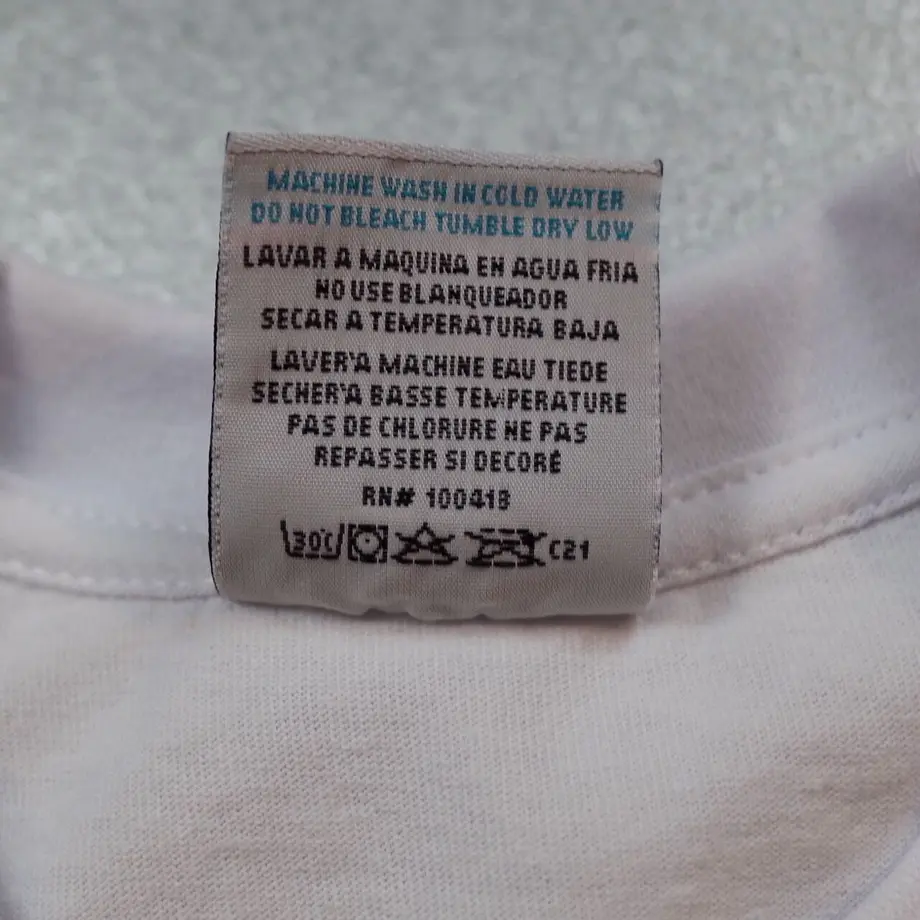 MACHINE WASH IN COLD WATER
DO NOT BLEACH TUMBLE DRY LOW
LAVAR A MAQUINA EN AGUA FRIA
NO USE BLANQUEADOR
SECAR A TEMPERATURA BAJA
LAVER'A MACHINE EAU TIEDE
SECHER'A BASSE TEMPERATURE
PAS DE CHLORURE NE PAS
REPASSER SI DECORÉ
RN# 100413
30℃ C21